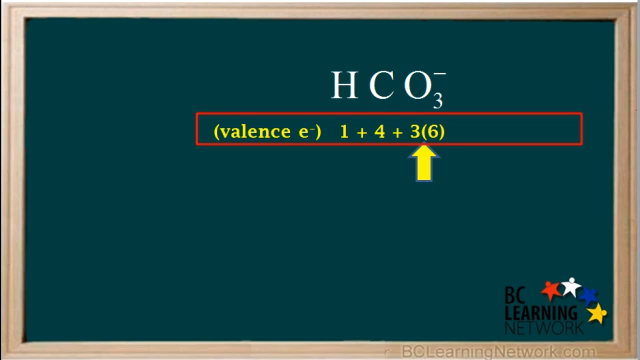 H C O₃⁻
(valence e⁻) 1 + 4 + 3(6)
BC
LEARNING
NETWORK
BCLearningNetwork.com